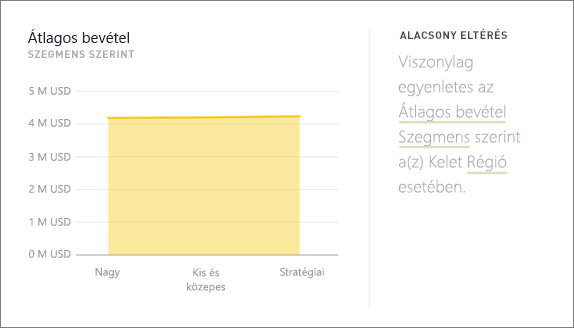 Átlagos bevétel
SZEGMENS SZERINT
5 M USD
4 M USD
3 M USD
2 M USD
1 M USD
0 M USD
Nagy
Kis és
közepes
Stratégiai
ALACSONY ELTÉRÉS
Viszonylag
egyenletes az
Átlagos bevétel
Szegmens szerint
a(z) Kelet Régió
esetében.